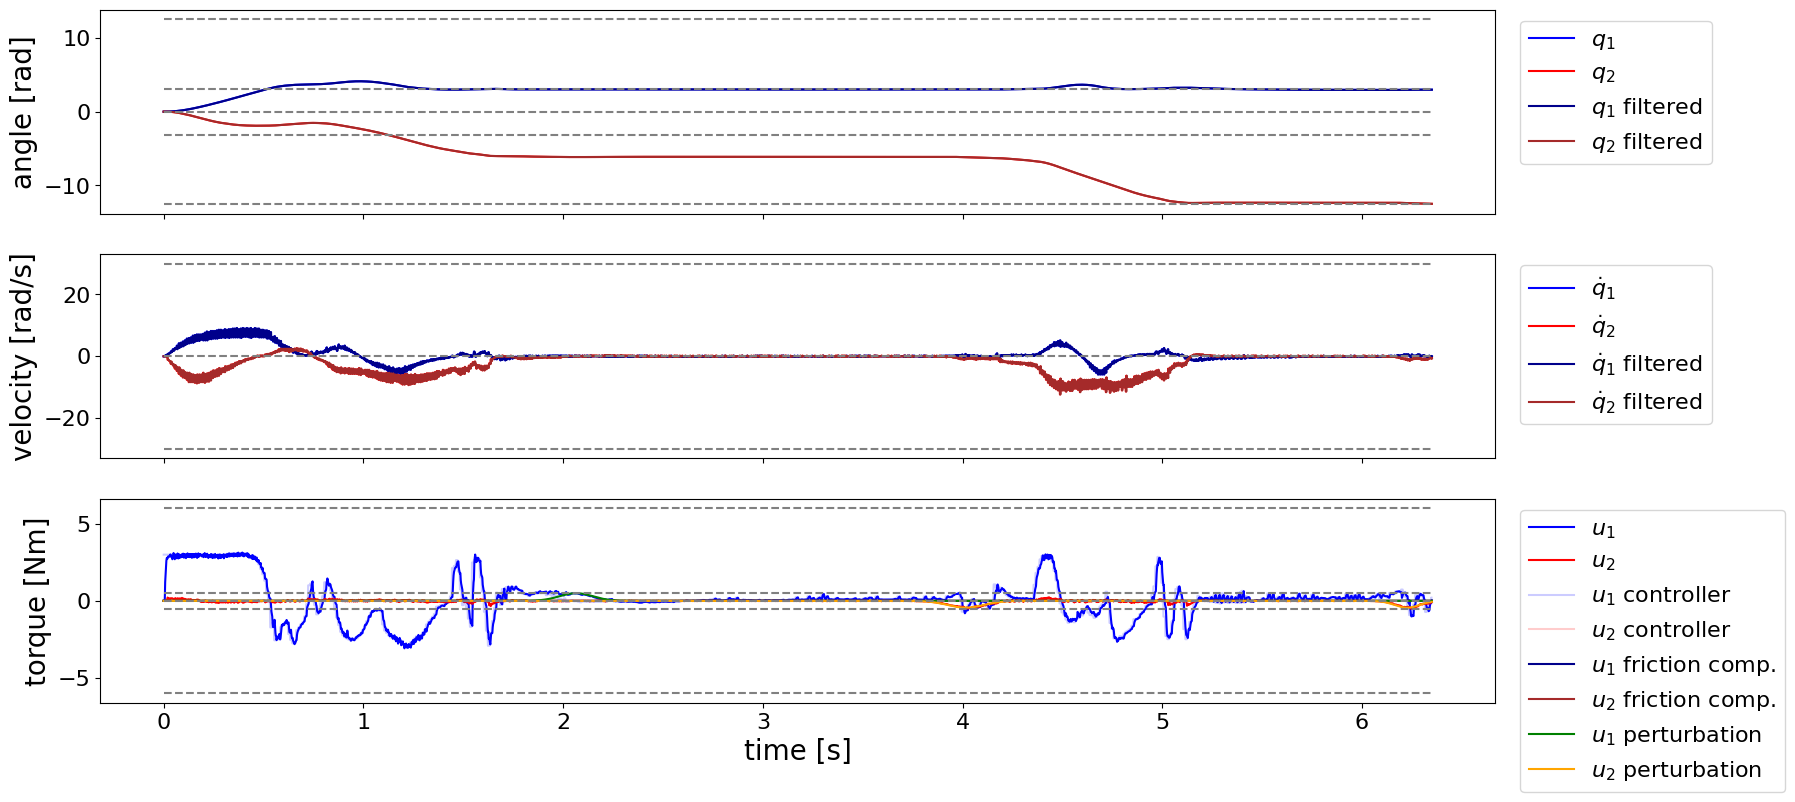 angle [rad]
10
0
−10
q₁
q₂
q₁ filtered
q₂ filtered
velocity [rad/s]
20
0
−20
q̇₁
q̇₂
q̇₁ filtered
q̇₂ filtered
torque [Nm]
5
0
−5
0 1 2 3 4 5 6
time [s]
u₁
u₂
u₁ controller
u₂ controller
u₁ friction comp.
u₂ friction comp.
u₁ perturbation
u₂ perturbation